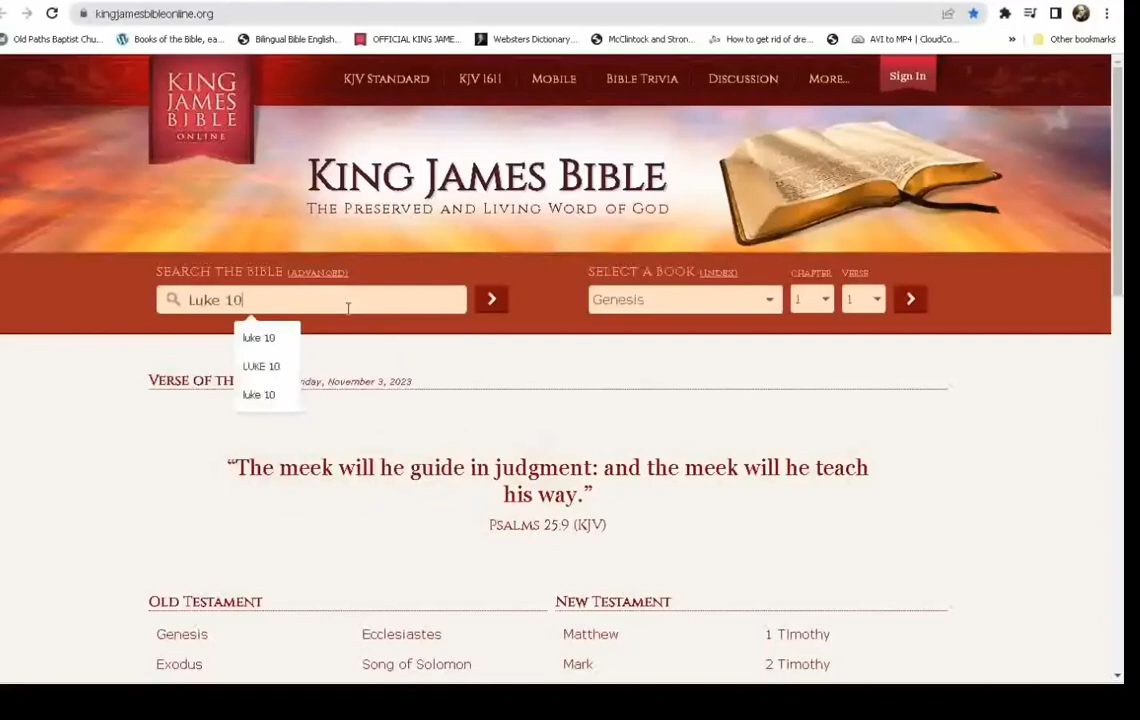 kingjamesbibleonline.org
Old Paths Baptist Chu...
Books of the Bible, ea...
Bilingual Bible English...
OFFICIAL KING JAME...
Websters Dictionary...
McClintock and Stron...
How to get rid of dre...
AVI to MP4 | CloudCo...
»
Other bookmarks
KING
JAMES
BIBLE
ONLINE
KJV STANDARD
KJV 1611
MOBILE
BIBLE TRIVIA
DISCUSSION
MORE...
Sign In
KING JAMES BIBLE
THE PRESERVED AND LIVING WORD OF GOD
SEARCH THE BIBLE (ADVANCED)
SELECT A BOOK (INDEX)
CHAPTER
VERSE
Luke 10
Genesis
1
1
luke 10
LUKE 10
luke 10
VERSE OF TH
iday, November 3, 2023
“The meek will he guide in judgment: and the meek will he teach
his way.”
PSALMS 25:9 (KJV)
OLD TESTAMENT
NEW TESTAMENT
Genesis
Ecclesiastes
Matthew
1 Timothy
Exodus
Song of Solomon
Mark
2 Timothy